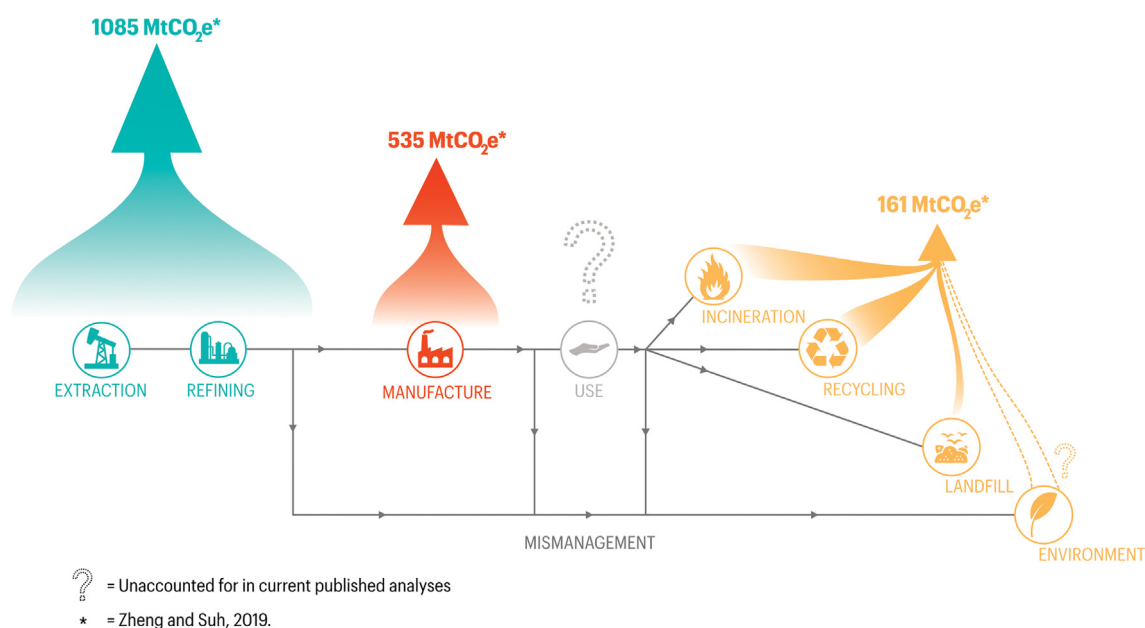 1085 MtCO₂e*
535 MtCO₂e*
161 MtCO₂e*
?
INCINERATION
EXTRACTION
REFINING
MANUFACTURE
USE
RECYCLING
?
LANDFILL
MISMANAGEMENT
ENVIRONMENT
? = Unaccounted for in current published analyses
* = Zheng and Suh, 2019.